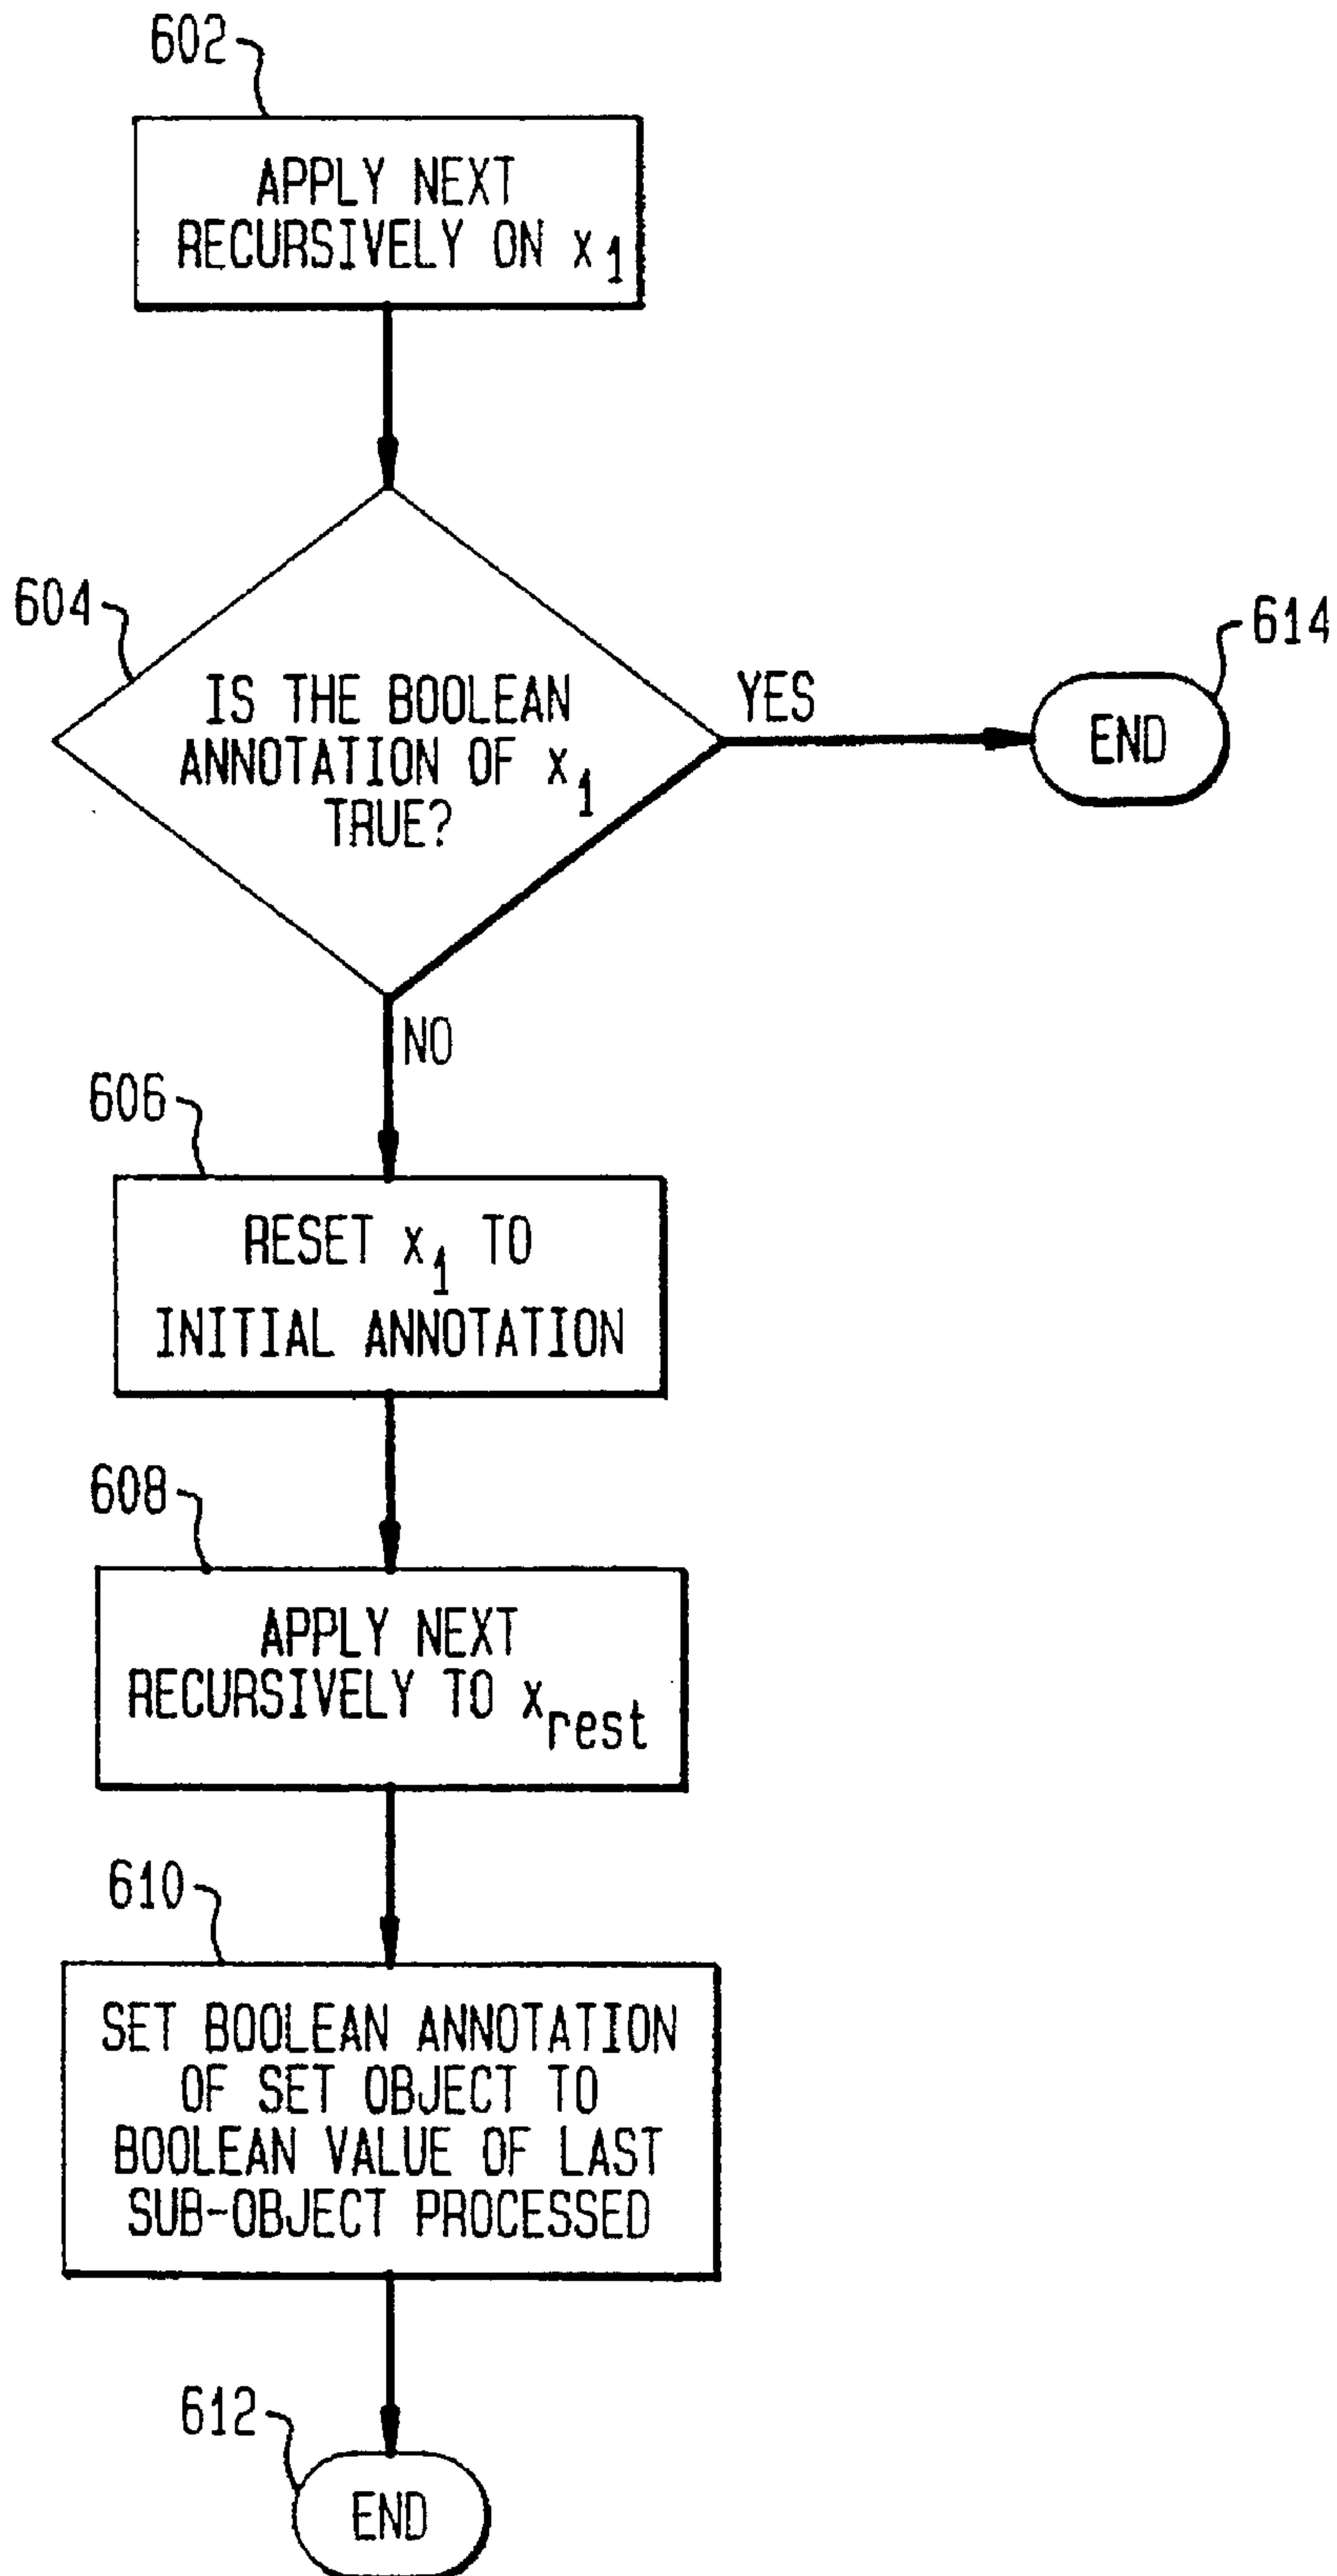 602
APPLY NEXT
RECURSIVELY ON x1
604
IS THE BOOLEAN
ANNOTATION OF x1
TRUE?
YES
614
END
NO
606
RESET x1 TO
INITIAL ANNOTATION
608
APPLY NEXT
RECURSIVELY TO xrest
610
SET BOOLEAN ANNOTATION
OF SET OBJECT TO
BOOLEAN VALUE OF LAST
SUB-OBJECT PROCESSED
612
END